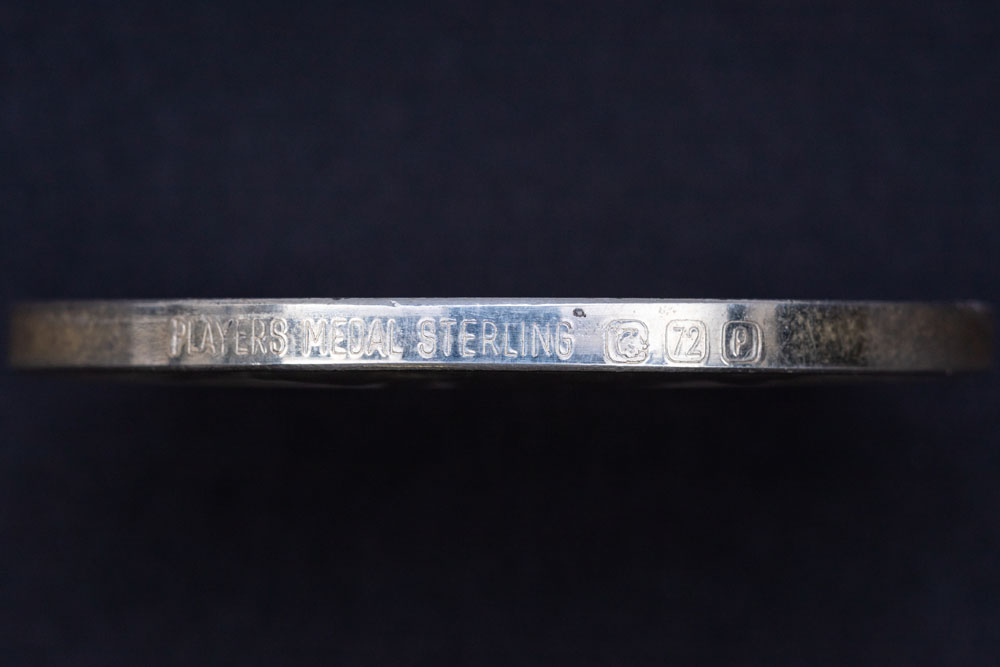 PLAYERS MEDAL STERLING 72 P